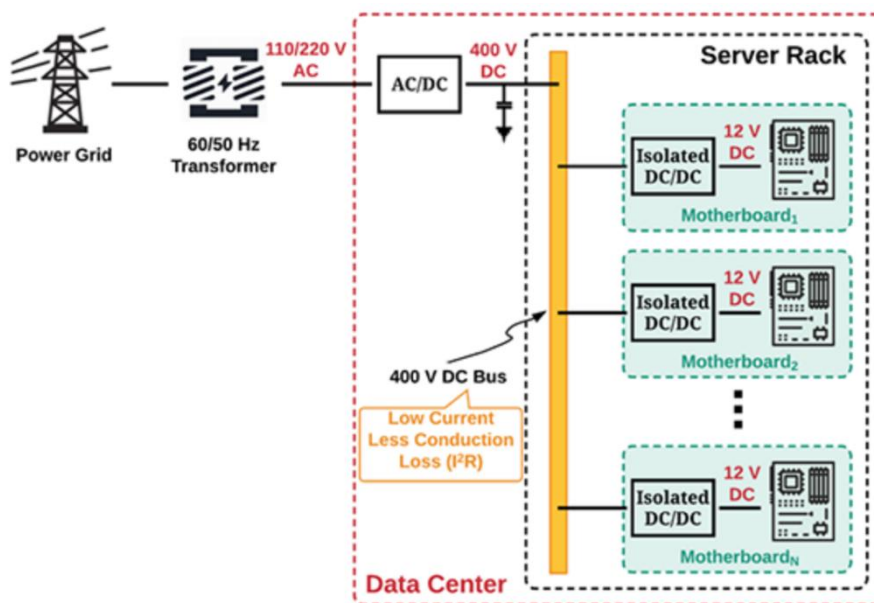 Power Grid
60/50 Hz
Transformer
110/220 V
AC
AC/DC
400 V
DC
Server Rack
Isolated
DC/DC
12 V
DC
Motherboard1
Isolated
DC/DC
12 V
DC
Motherboard2
400 V DC Bus
Low Current
Less Conduction
Loss (I²R)
Isolated
DC/DC
12 V
DC
MotherboardN
Data Center